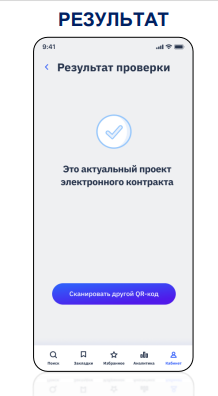 РЕЗУЛЬТАТ
9:41
Результат проверки
Это актуальный проект
электронного контракта
Сканировать другой QR-код
Поиск Закладки Избранное Аналитика Кабинет